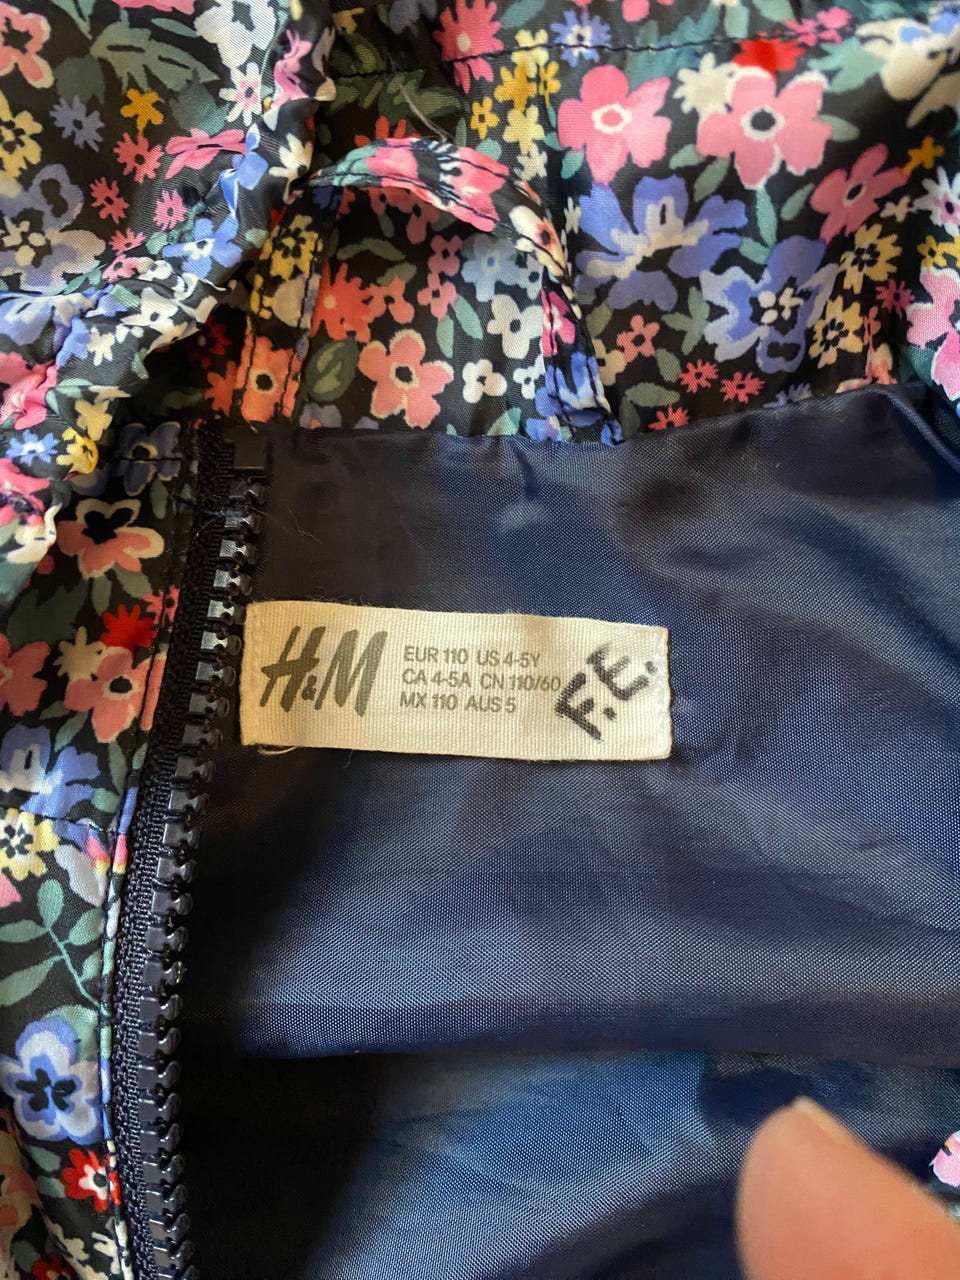 H&M
EUR 110 US 4-5Y
CA 4-5A CN 110/60
MX 110 AUS 5
F.E.